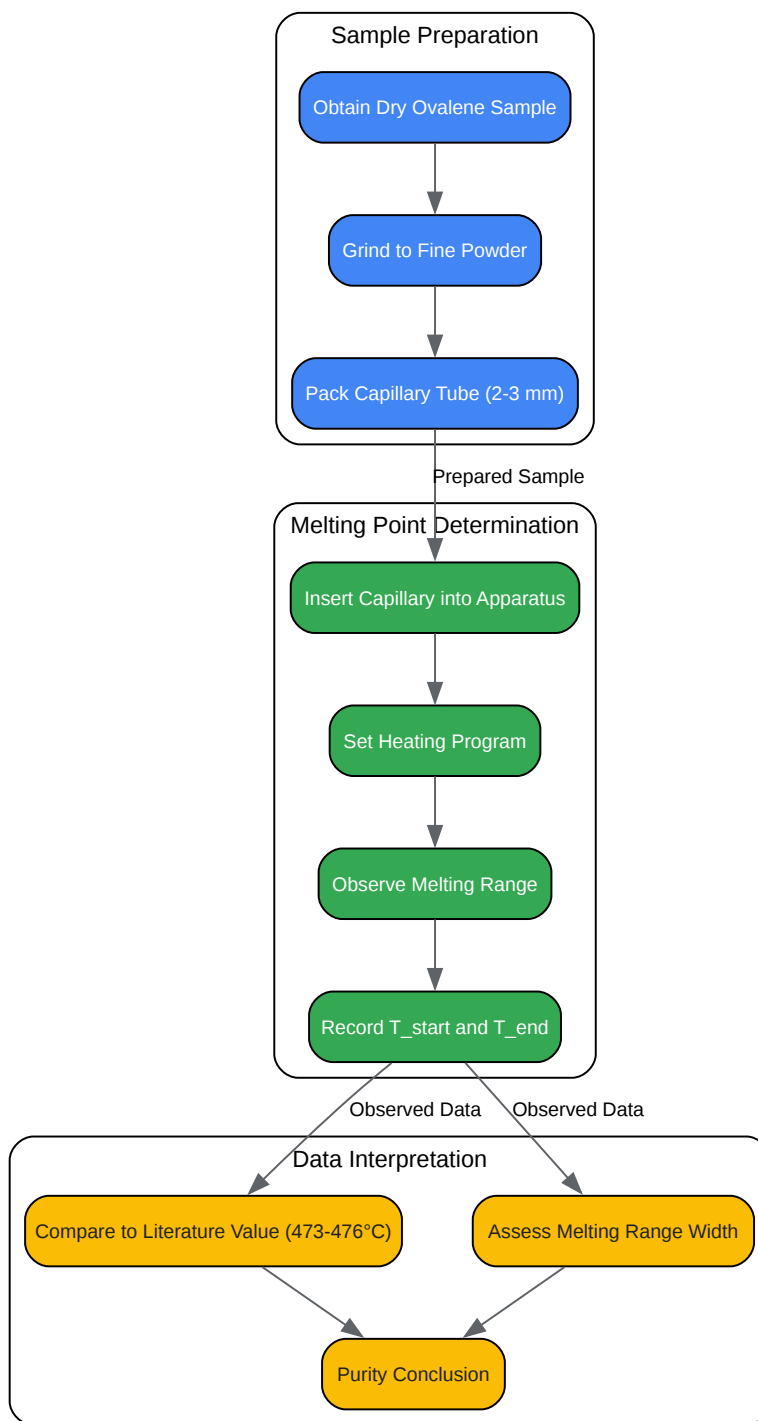 Sample Preparation
Obtain Dry Ovalene Sample
Grind to Fine Powder
Pack Capillary Tube (2-3 mm)
Prepared Sample
Melting Point Determination
Insert Capillary into Apparatus
Set Heating Program
Observe Melting Range
Record T_start and T_end
Observed Data
Observed Data
Data Interpretation
Compare to Literature Value (473-476°C)
Assess Melting Range Width
Purity Conclusion